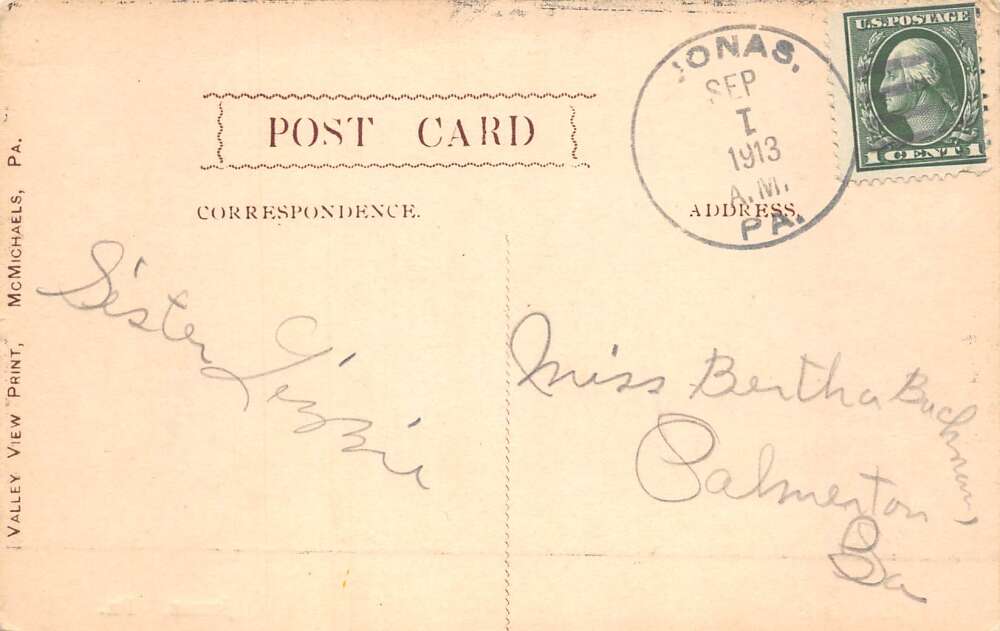 POST CARD
CORRESPONDENCE.
ADDRESS.
JONAS,
SEP
1
1913
A.M.
PA.
U.S.POSTAGE
1 CENT 1
VALLEY VIEW PRINT, MCMICHAELS, PA.
Sister Lizzie
Miss Bertha Buchman,
Palmerton
Pa